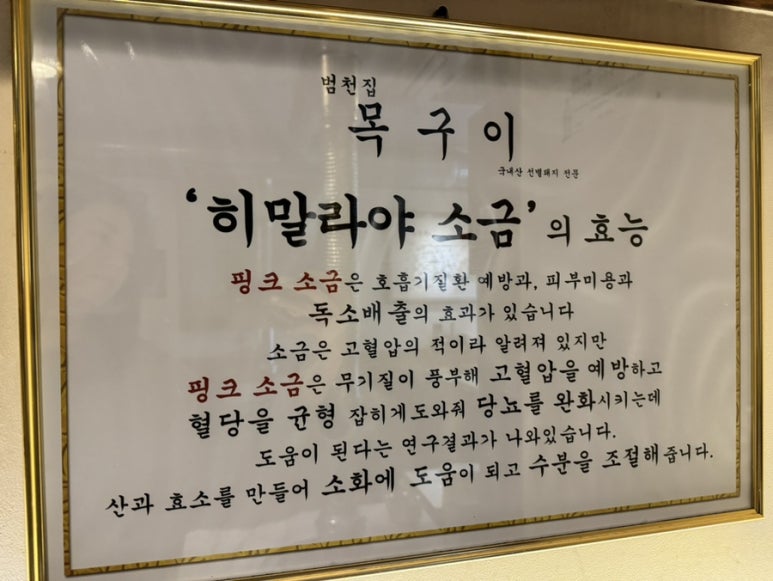 범천집
목구이
국내산 선별돼지 전문
'히말라야 소금'의 효능
핑크 소금은 호흡기질환 예방과, 피부미용과
독소배출의 효과가 있습니다
소금은 고혈압의 적이라 알려져 있지만
핑크 소금은 무기질이 풍부해 고혈압을 예방하고
혈당을 균형 잡히게도와줘 당뇨를 완화시키는데
도움이 된다는 연구결과가 나와있습니다.
산과 효소를 만들어 소화에 도움이 되고 수분을 조절해줍니다.